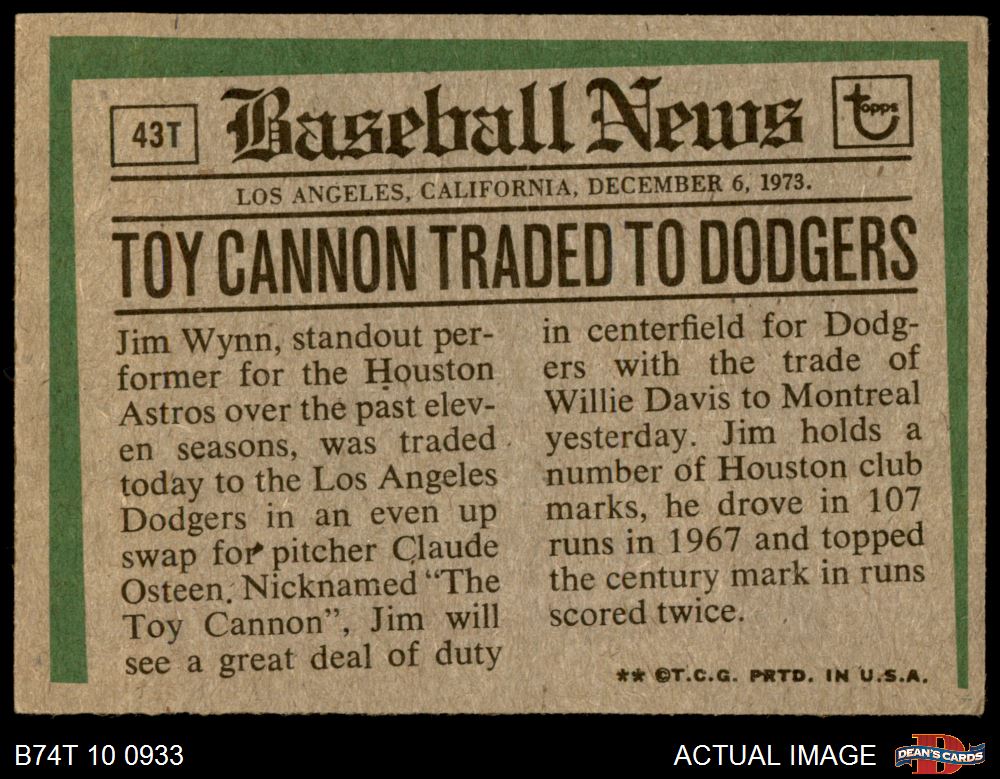 43T
Baseball News
topps
LOS ANGELES, CALIFORNIA, DECEMBER 6, 1973.
TOY CANNON TRADED TO DODGERS
Jim Wynn, standout per-
former for the Houston
Astros over the past elev-
en seasons, was traded
today to the Los Angeles
Dodgers in an even up
swap for pitcher Claude
Osteen. Nicknamed "The
Toy Cannon", Jim will
see a great deal of duty
in centerfield for Dodg-
ers with the trade of
Willie Davis to Montreal
yesterday. Jim holds a
number of Houston club
marks, he drove in 107
runs in 1967 and topped
the century mark in runs
scored twice.
** ©T.C.G. PRTD. IN U.S.A.
B74T 10 0933
ACTUAL IMAGE
D
DEAN'S CARDS